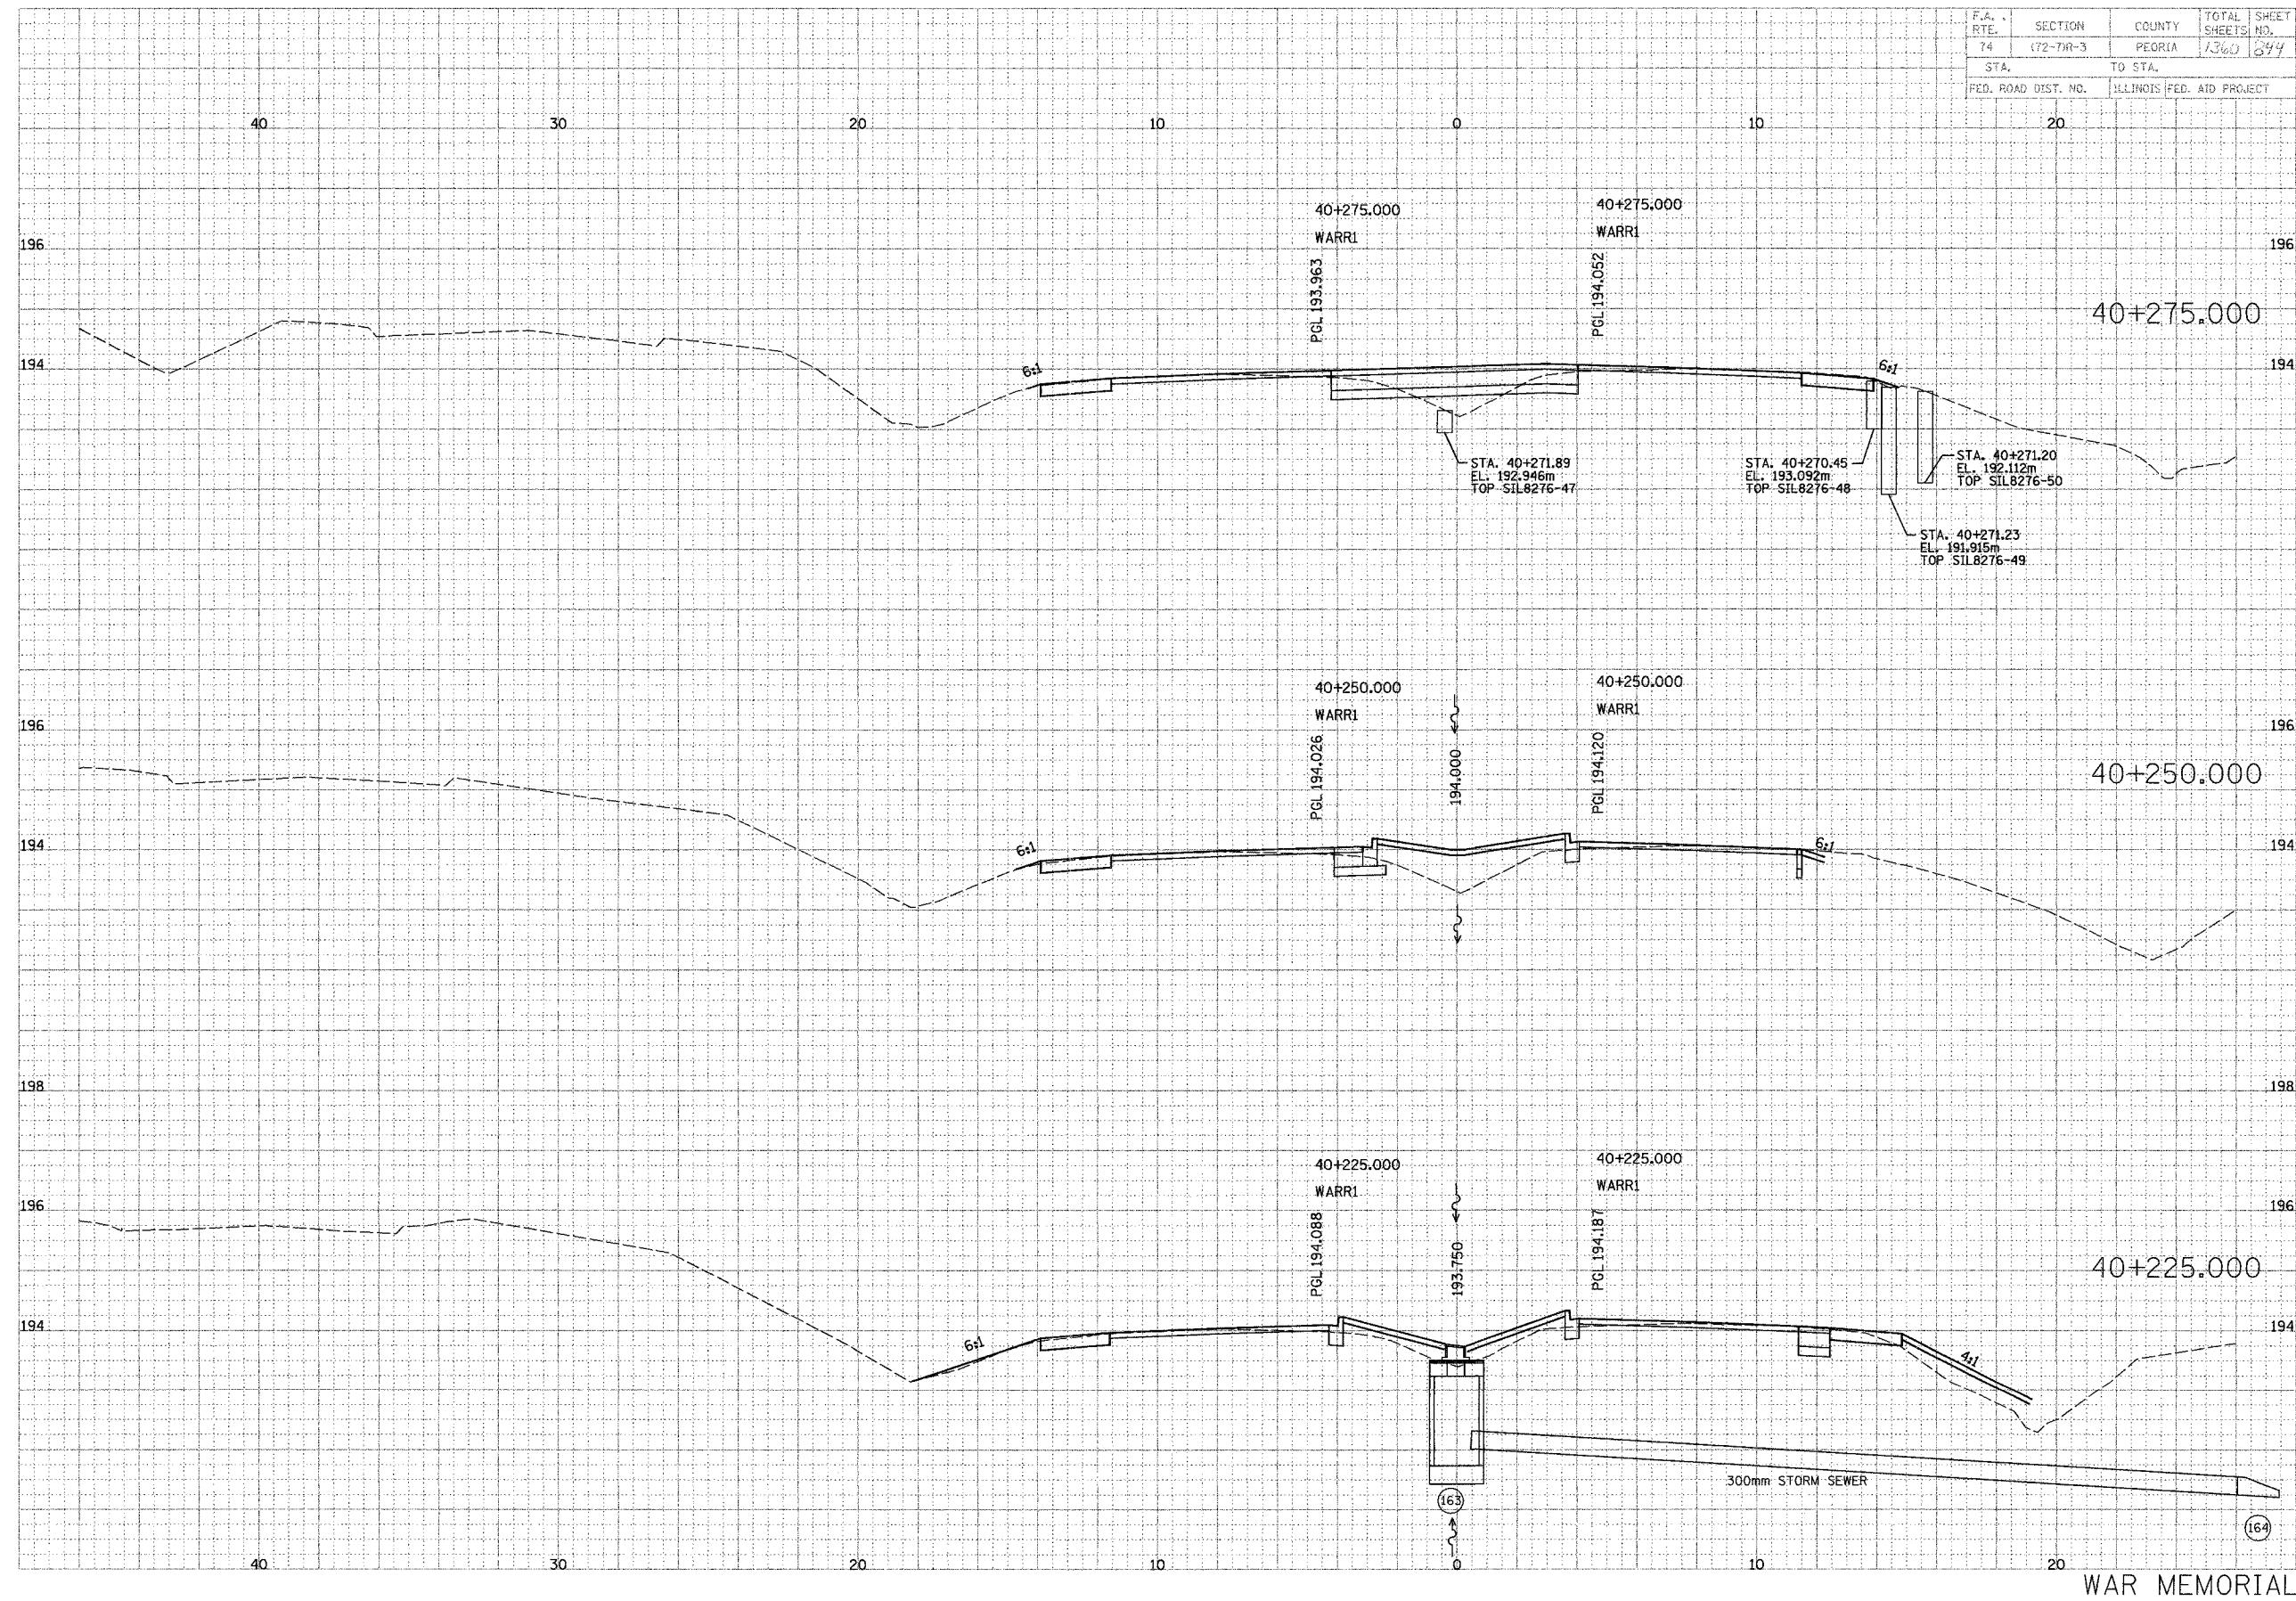 F.A. RTE. SECTION COUNTY TOTAL SHEETS SHEET NO.
74 (72-7)R-3 PEORIA 1360 844
STA. TO STA.
FED. ROAD DIST. NO. ILLINOIS FED. AID PROJECT
40 30 20 10 0 10 20
40+275.000 40+275.000
WARR1 WARR1
196 196
PGL 193.963 PGL 194.052
40+275.000
194 194
6:1 6:1
STA. 40+271.89
EL. 192.946m
TOP SIL8276-47
STA. 40+270.45
EL. 193.092m
TOP SIL8276-48
STA. 40+271.20
EL. 192.112m
TOP SIL8276-50
STA. 40+271.23
EL. 191.915m
TOP SIL8276-49
40+250.000 40+250.000
WARR1 WARR1
196 196
PGL 194.026 194.000 PGL 194.120
40+250.000
194 194
6:1 6:1
198 198
40+225.000 40+225.000
WARR1 WARR1
196 196
PGL 194.088 193.750 PGL 194.187
40+225.000
194 194
6:1 4:1
300mm STORM SEWER
163
164
40 30 20 10 0 10 20
WAR MEMORIAL